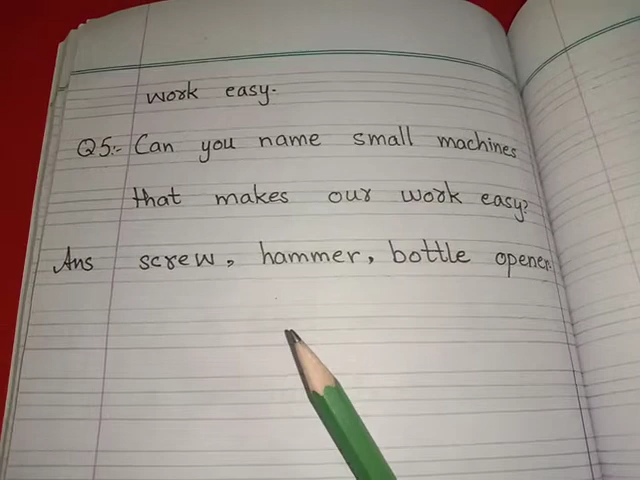 work easy.
Q5:- Can you name small machines
that makes our work easy?
Ans screw, hammer, bottle opener.